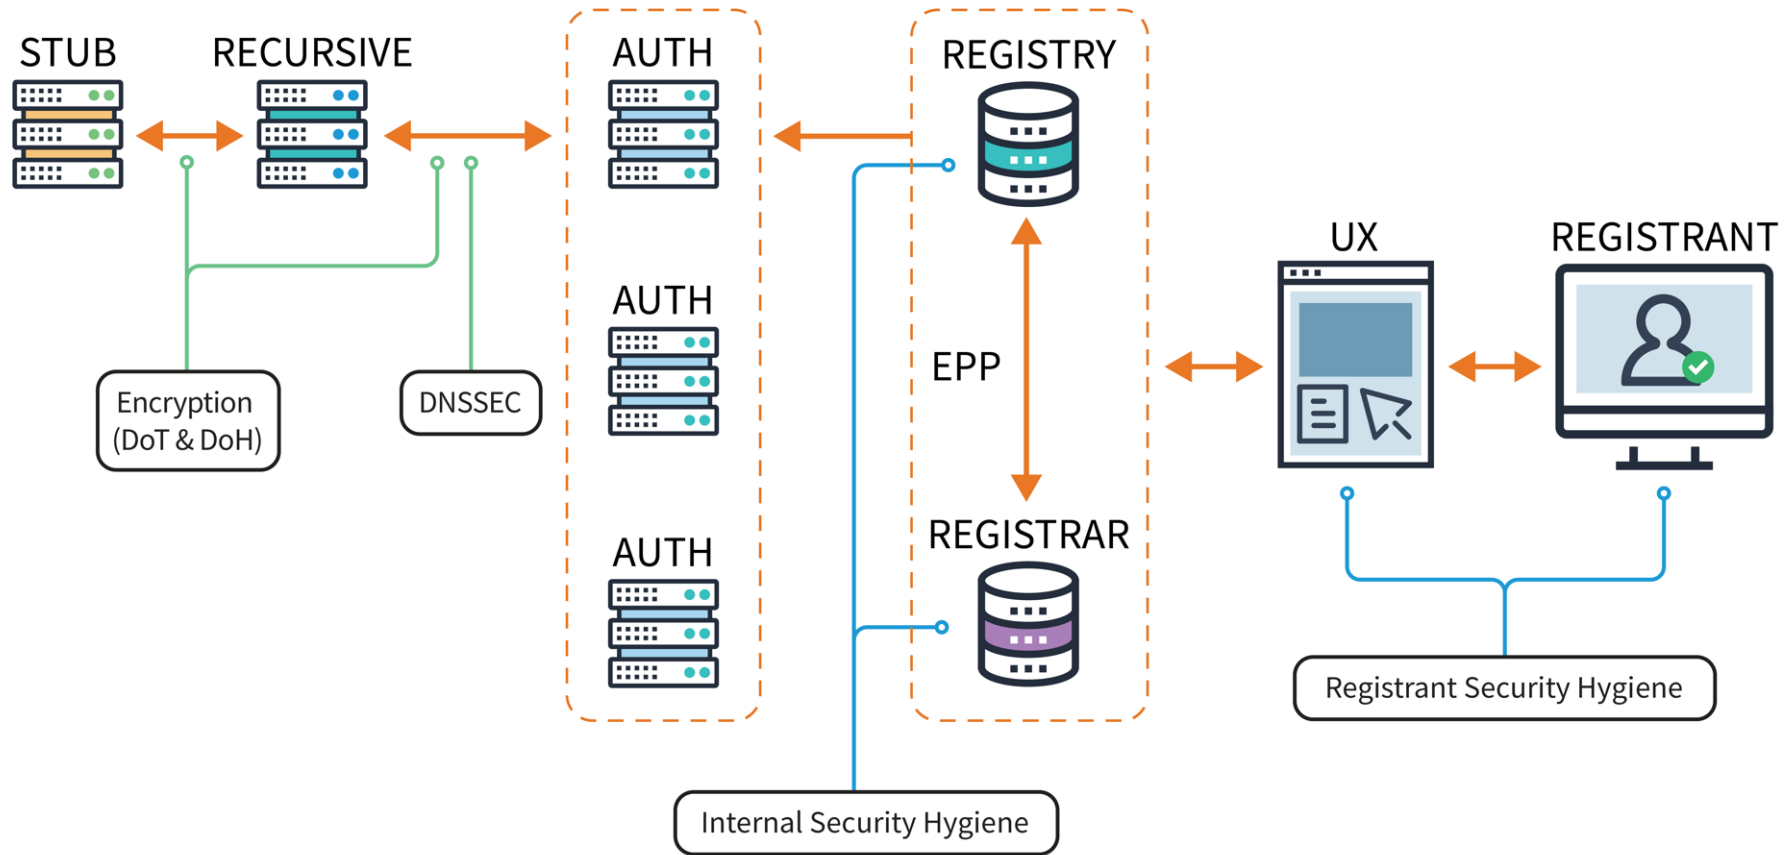 STUB
RECURSIVE
AUTH
REGISTRY
UX
REGISTRANT
AUTH
EPP
Encryption
(DoT & DoH)
DNSSEC
AUTH
REGISTRAR
Registrant Security Hygiene
Internal Security Hygiene